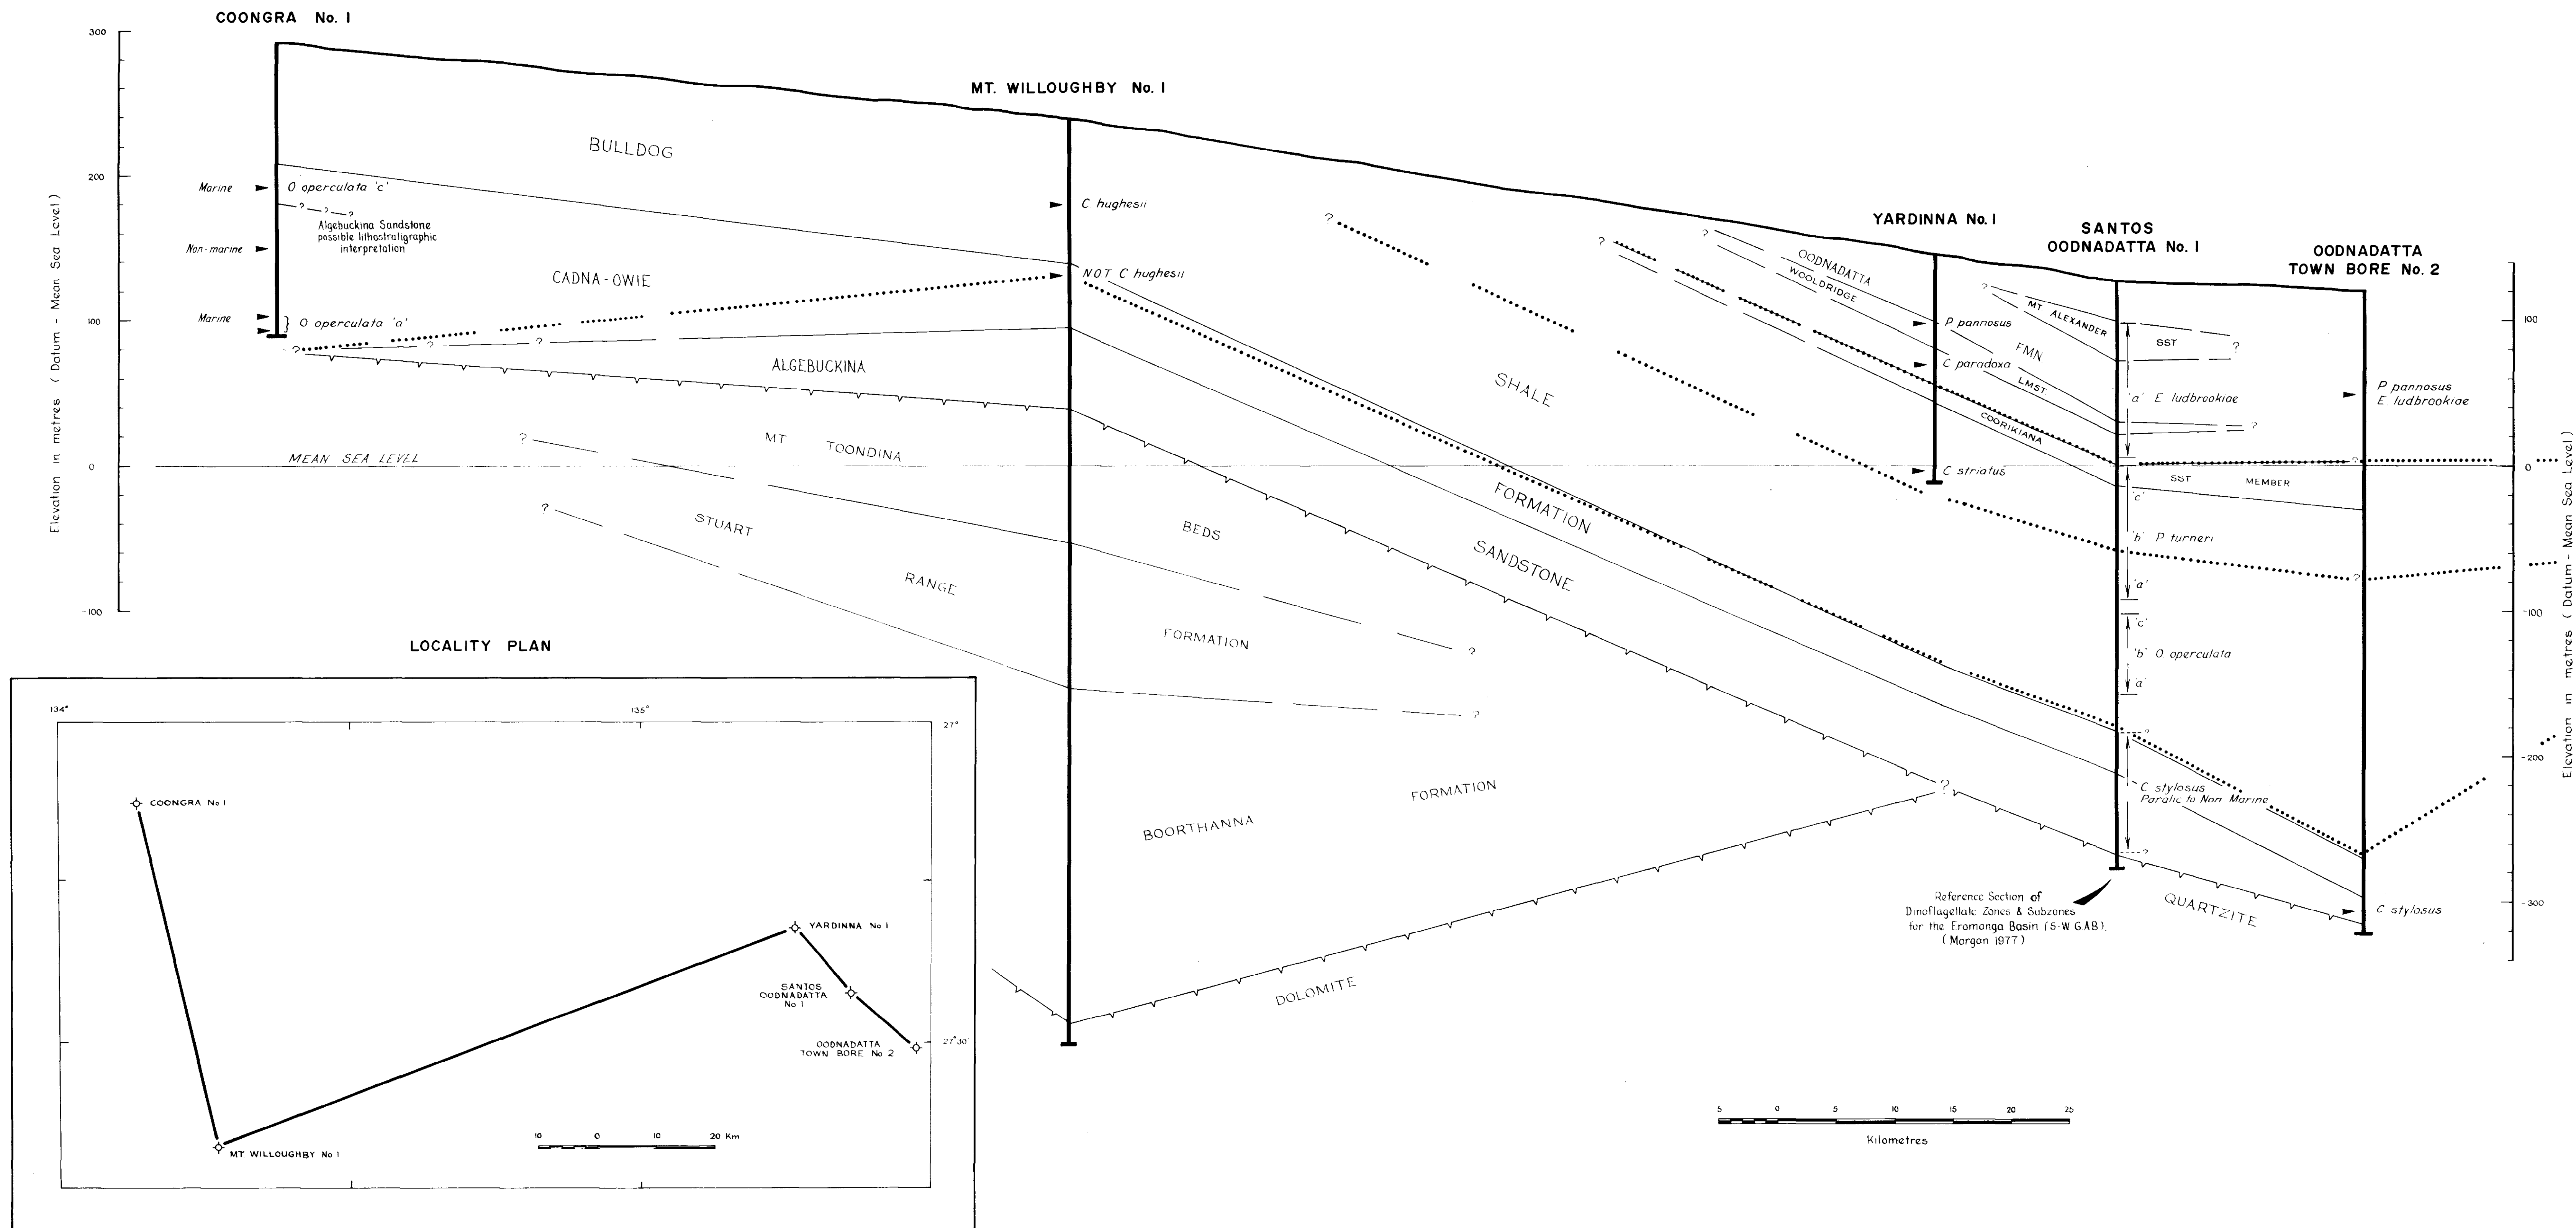 COONGRA No. 1
MT. WILLOUGHBY No. 1
YARDINNA No. 1
SANTOS
OODNADATTA No. 1
OODNADATTA
TOWN BORE No. 2
Elevation in metres ( Datum - Mean Sea Level )
300
200
100
0
-100
Marine
O operculata 'c'
? ? ?
Algebuckina Sandstone
possible lithostratigraphic
interpretation
Non-marine
Marine
O operculata 'a'
BULLDOG
CADNA-OWIE
? ? ?
ALGEBUCKINA
MEAN SEA LEVEL
?
MT TOONDINA
?
STUART
RANGE
C hughesii
NOT C hughesii
BEDS
FORMATION
?
?
BOORTHANNA
FORMATION
DOLOMITE
?
SHALE
FORMATION
SANDSTONE
?
?
OODNADATTA
WOOLDRIDGE
P pannosus
FMN
C paradoxa
LMST
COORIKIANA
C striatus
?
MT ALEXANDER
SST
?
'a' E ludbrookiae
?
SST MEMBER
'c'
'b' P turneri
'a'
'c'
'b' O operculata
'a'
?
C stylosus
Paralic to Non Marine
?
?
Reference Section of
Dinoflagellate Zones & Subzones
for the Eromanga Basin (S-W G.A.B).
( Morgan 1977 )
QUARTZITE
P pannosus
E ludbrookiae
?
?
C stylosus
100
0
-100
-200
-300
Elevation in metres ( Datum - Mean Sea Level )
5 0 5 10 15 20 25
Kilometres
LOCALITY PLAN
134°
135°
27°
27°30'
COONGRA No 1
YARDINNA No 1
SANTOS
OODNADATTA
No 1
OODNADATTA
TOWN BORE No 2
MT WILLOUGHBY No 1
10 0 10 20 Km